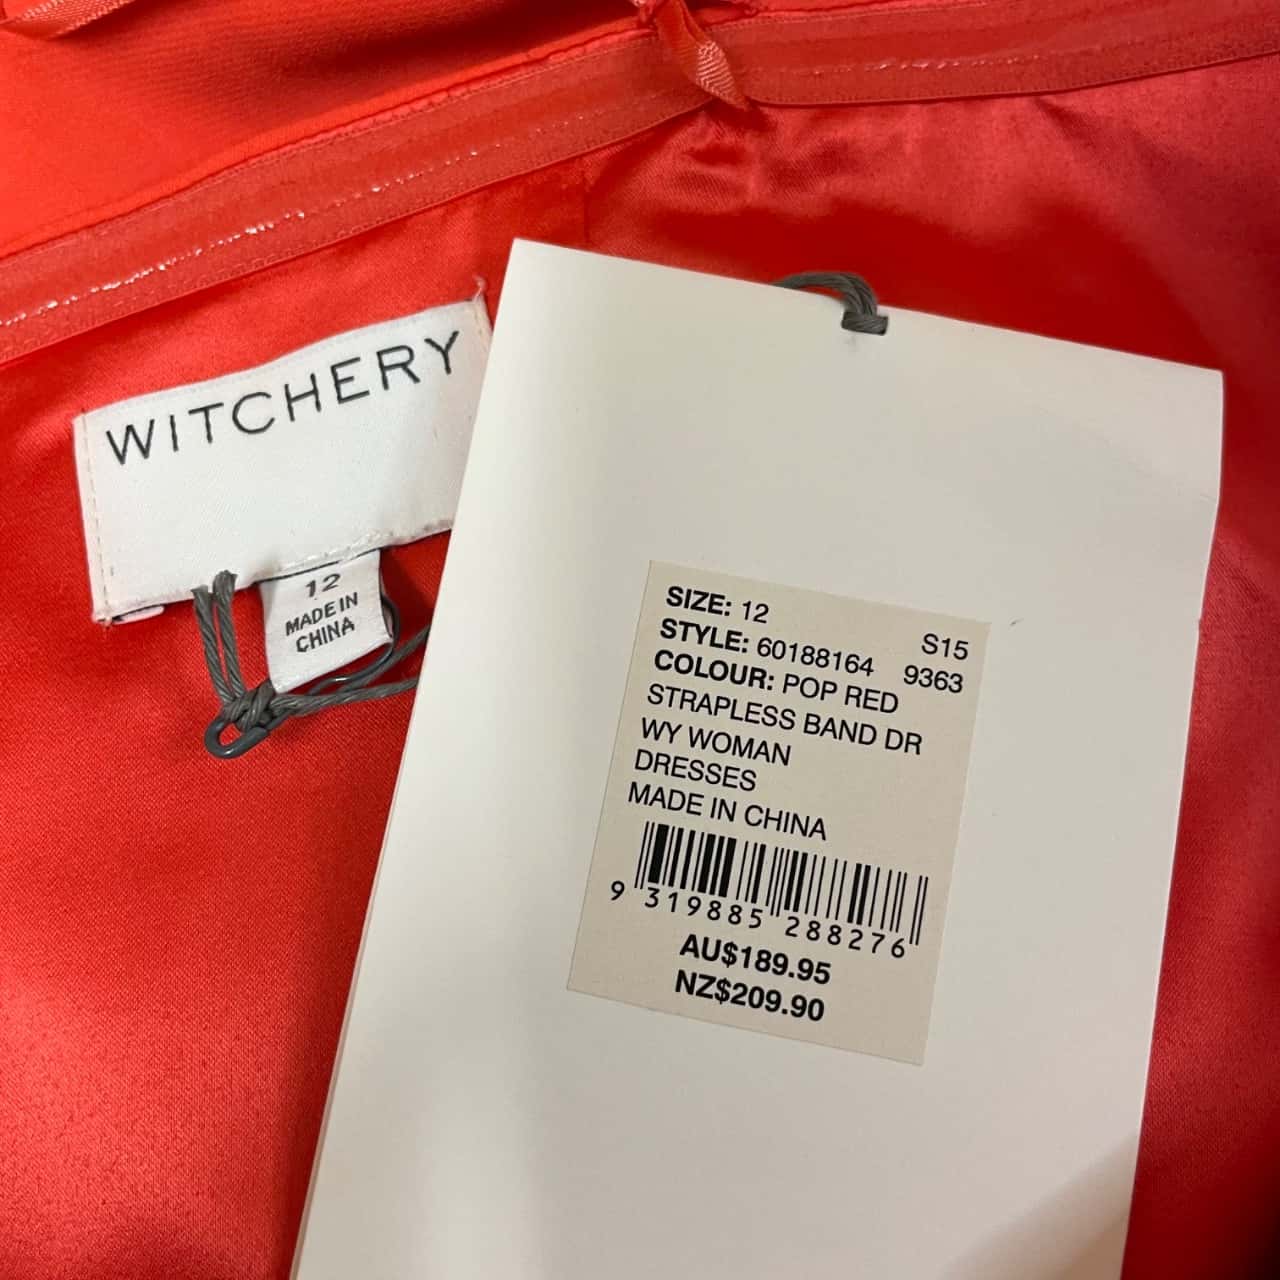 WITCHERY
12
MADE IN
CHINA
SIZE: 12 S15
STYLE: 60188164 9363
COLOUR: POP RED
STRAPLESS BAND DR
WY WOMAN
DRESSES
MADE IN CHINA
9 319885 288276
AU$189.95
NZ$209.90